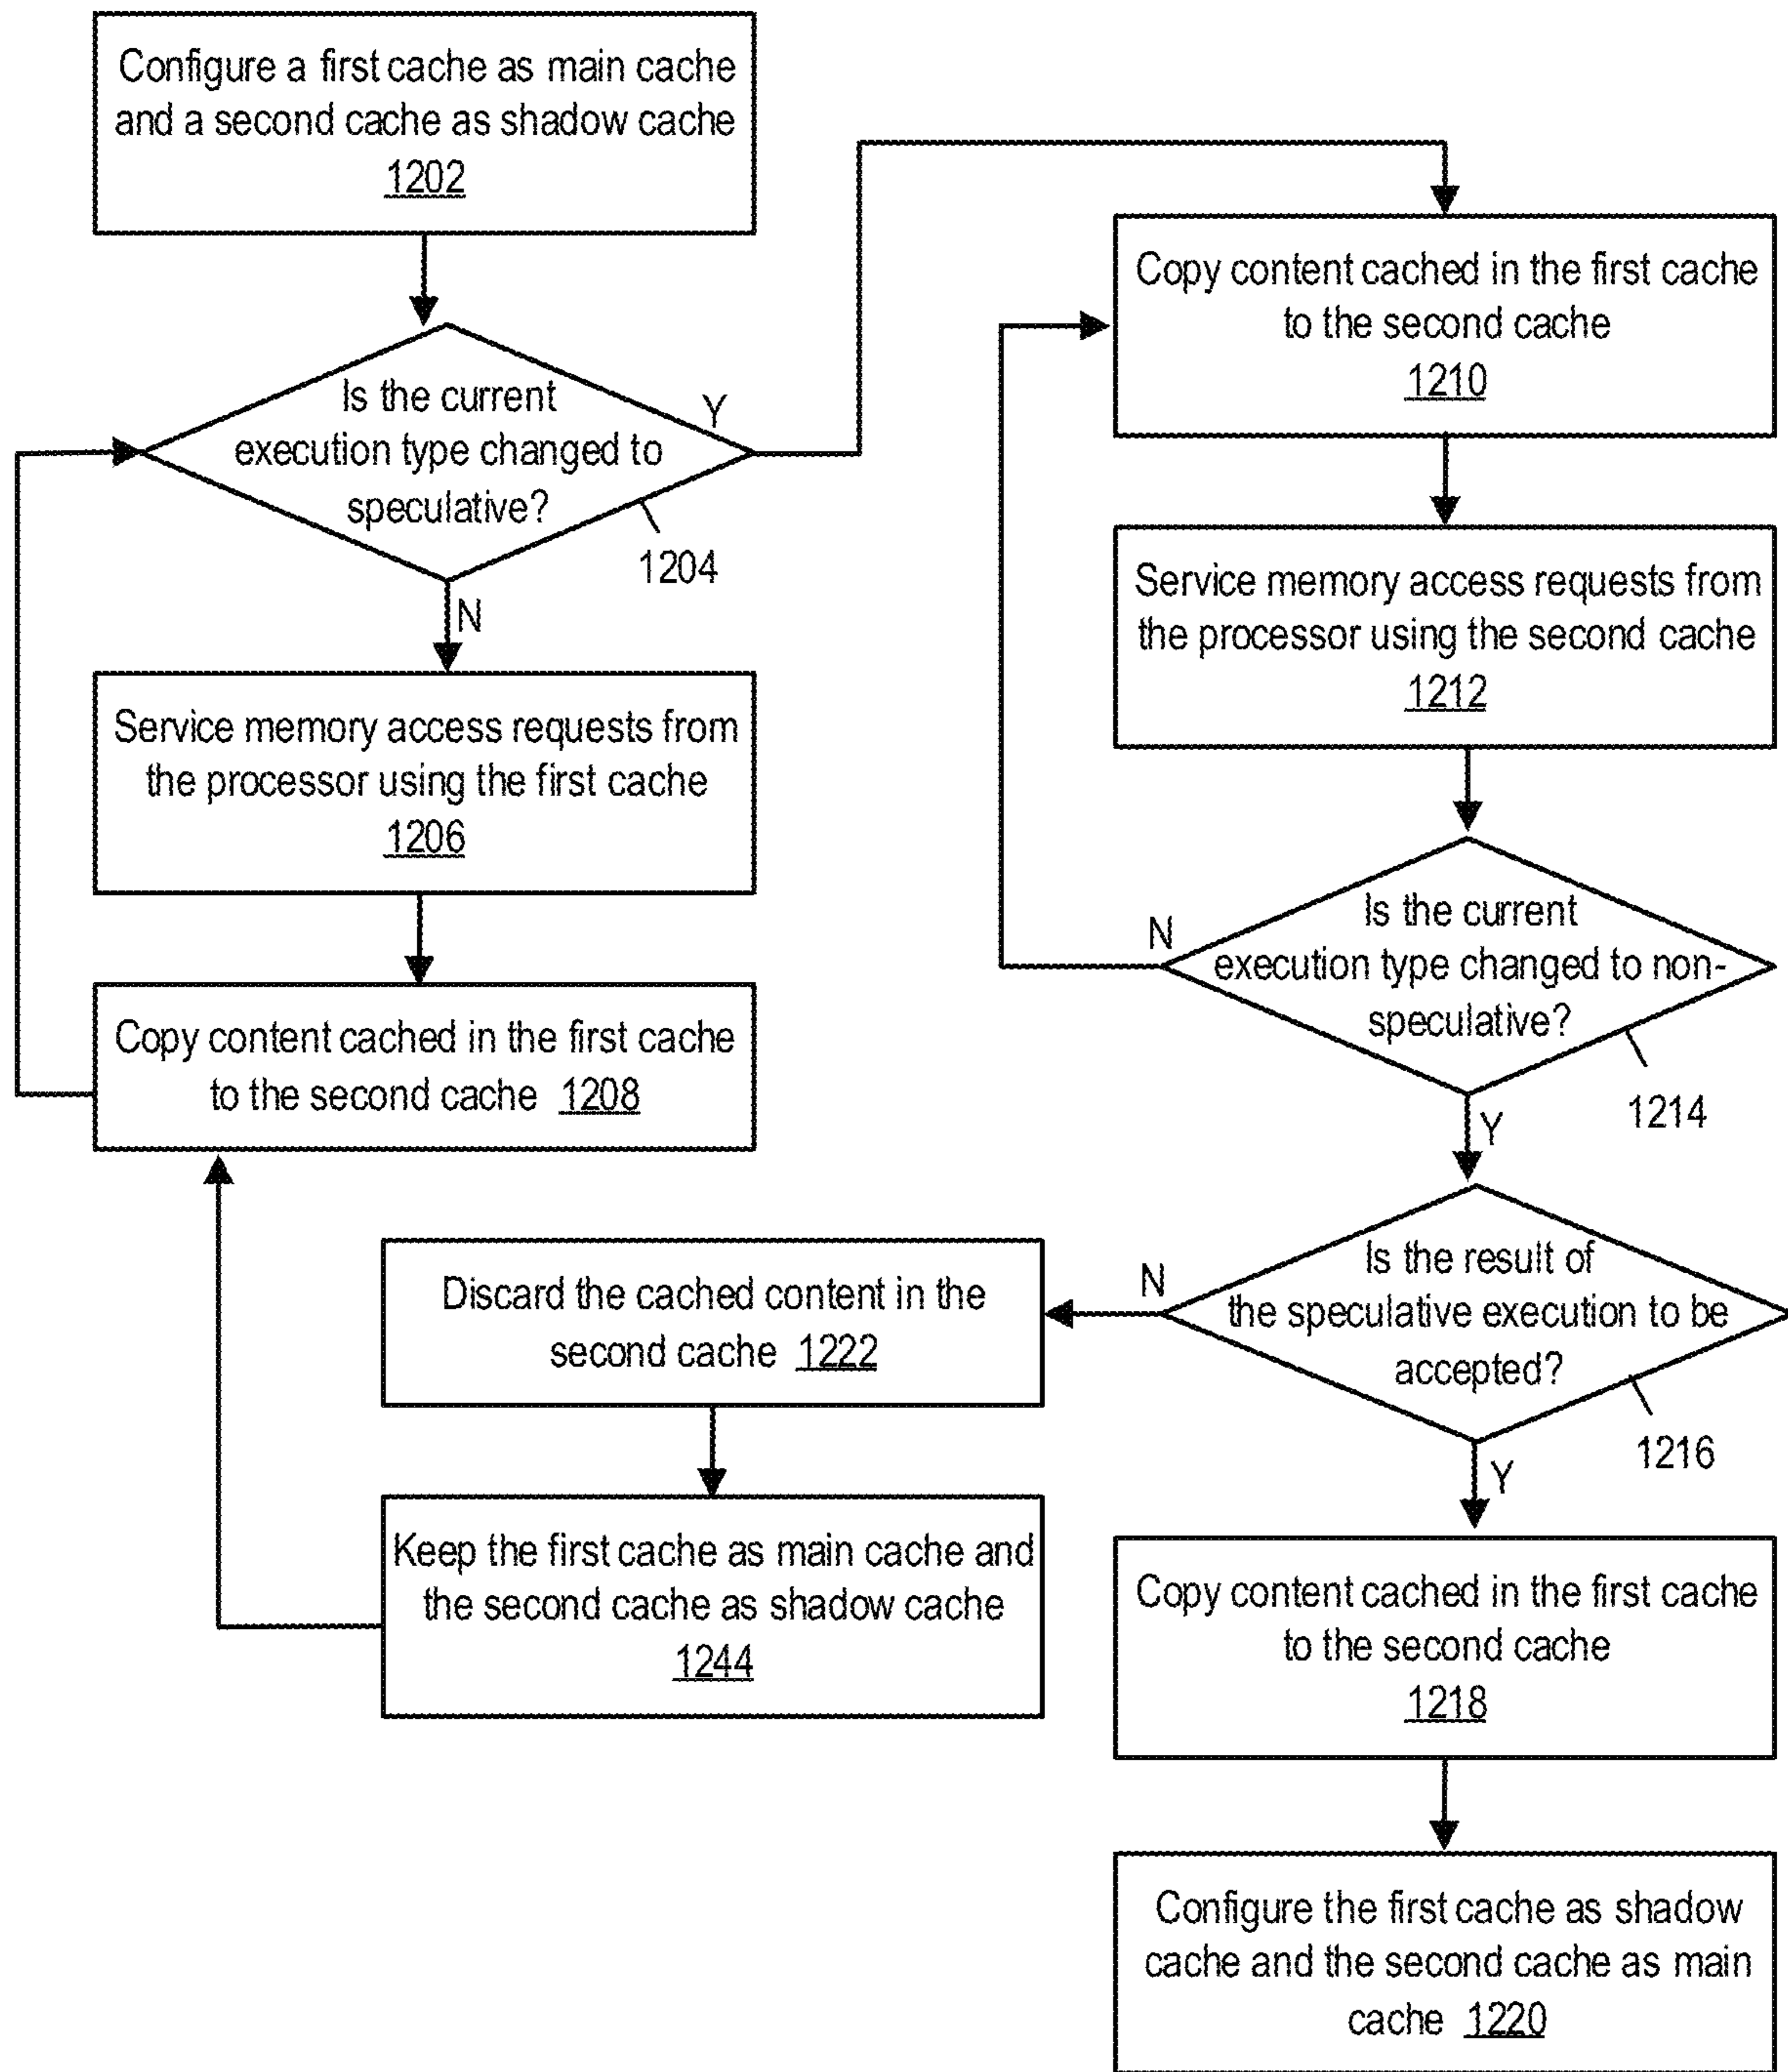 Configure a first cache as main cache
and a second cache as shadow cache
1202
Is the current
execution type changed to
speculative?
Y
1204
N
Service memory access requests from
the processor using the first cache
1206
Copy content cached in the first cache
to the second cache 1208
Copy content cached in the first cache
to the second cache
1210
Service memory access requests from
the processor using the second cache
1212
Is the current
execution type changed to non-
speculative?
N
1214
Y
Is the result of
the speculative execution to be
accepted?
N
1216
Y
Discard the cached content in the
second cache 1222
Keep the first cache as main cache and
the second cache as shadow cache
1244
Copy content cached in the first cache
to the second cache
1218
Configure the first cache as shadow
cache and the second cache as main
cache 1220